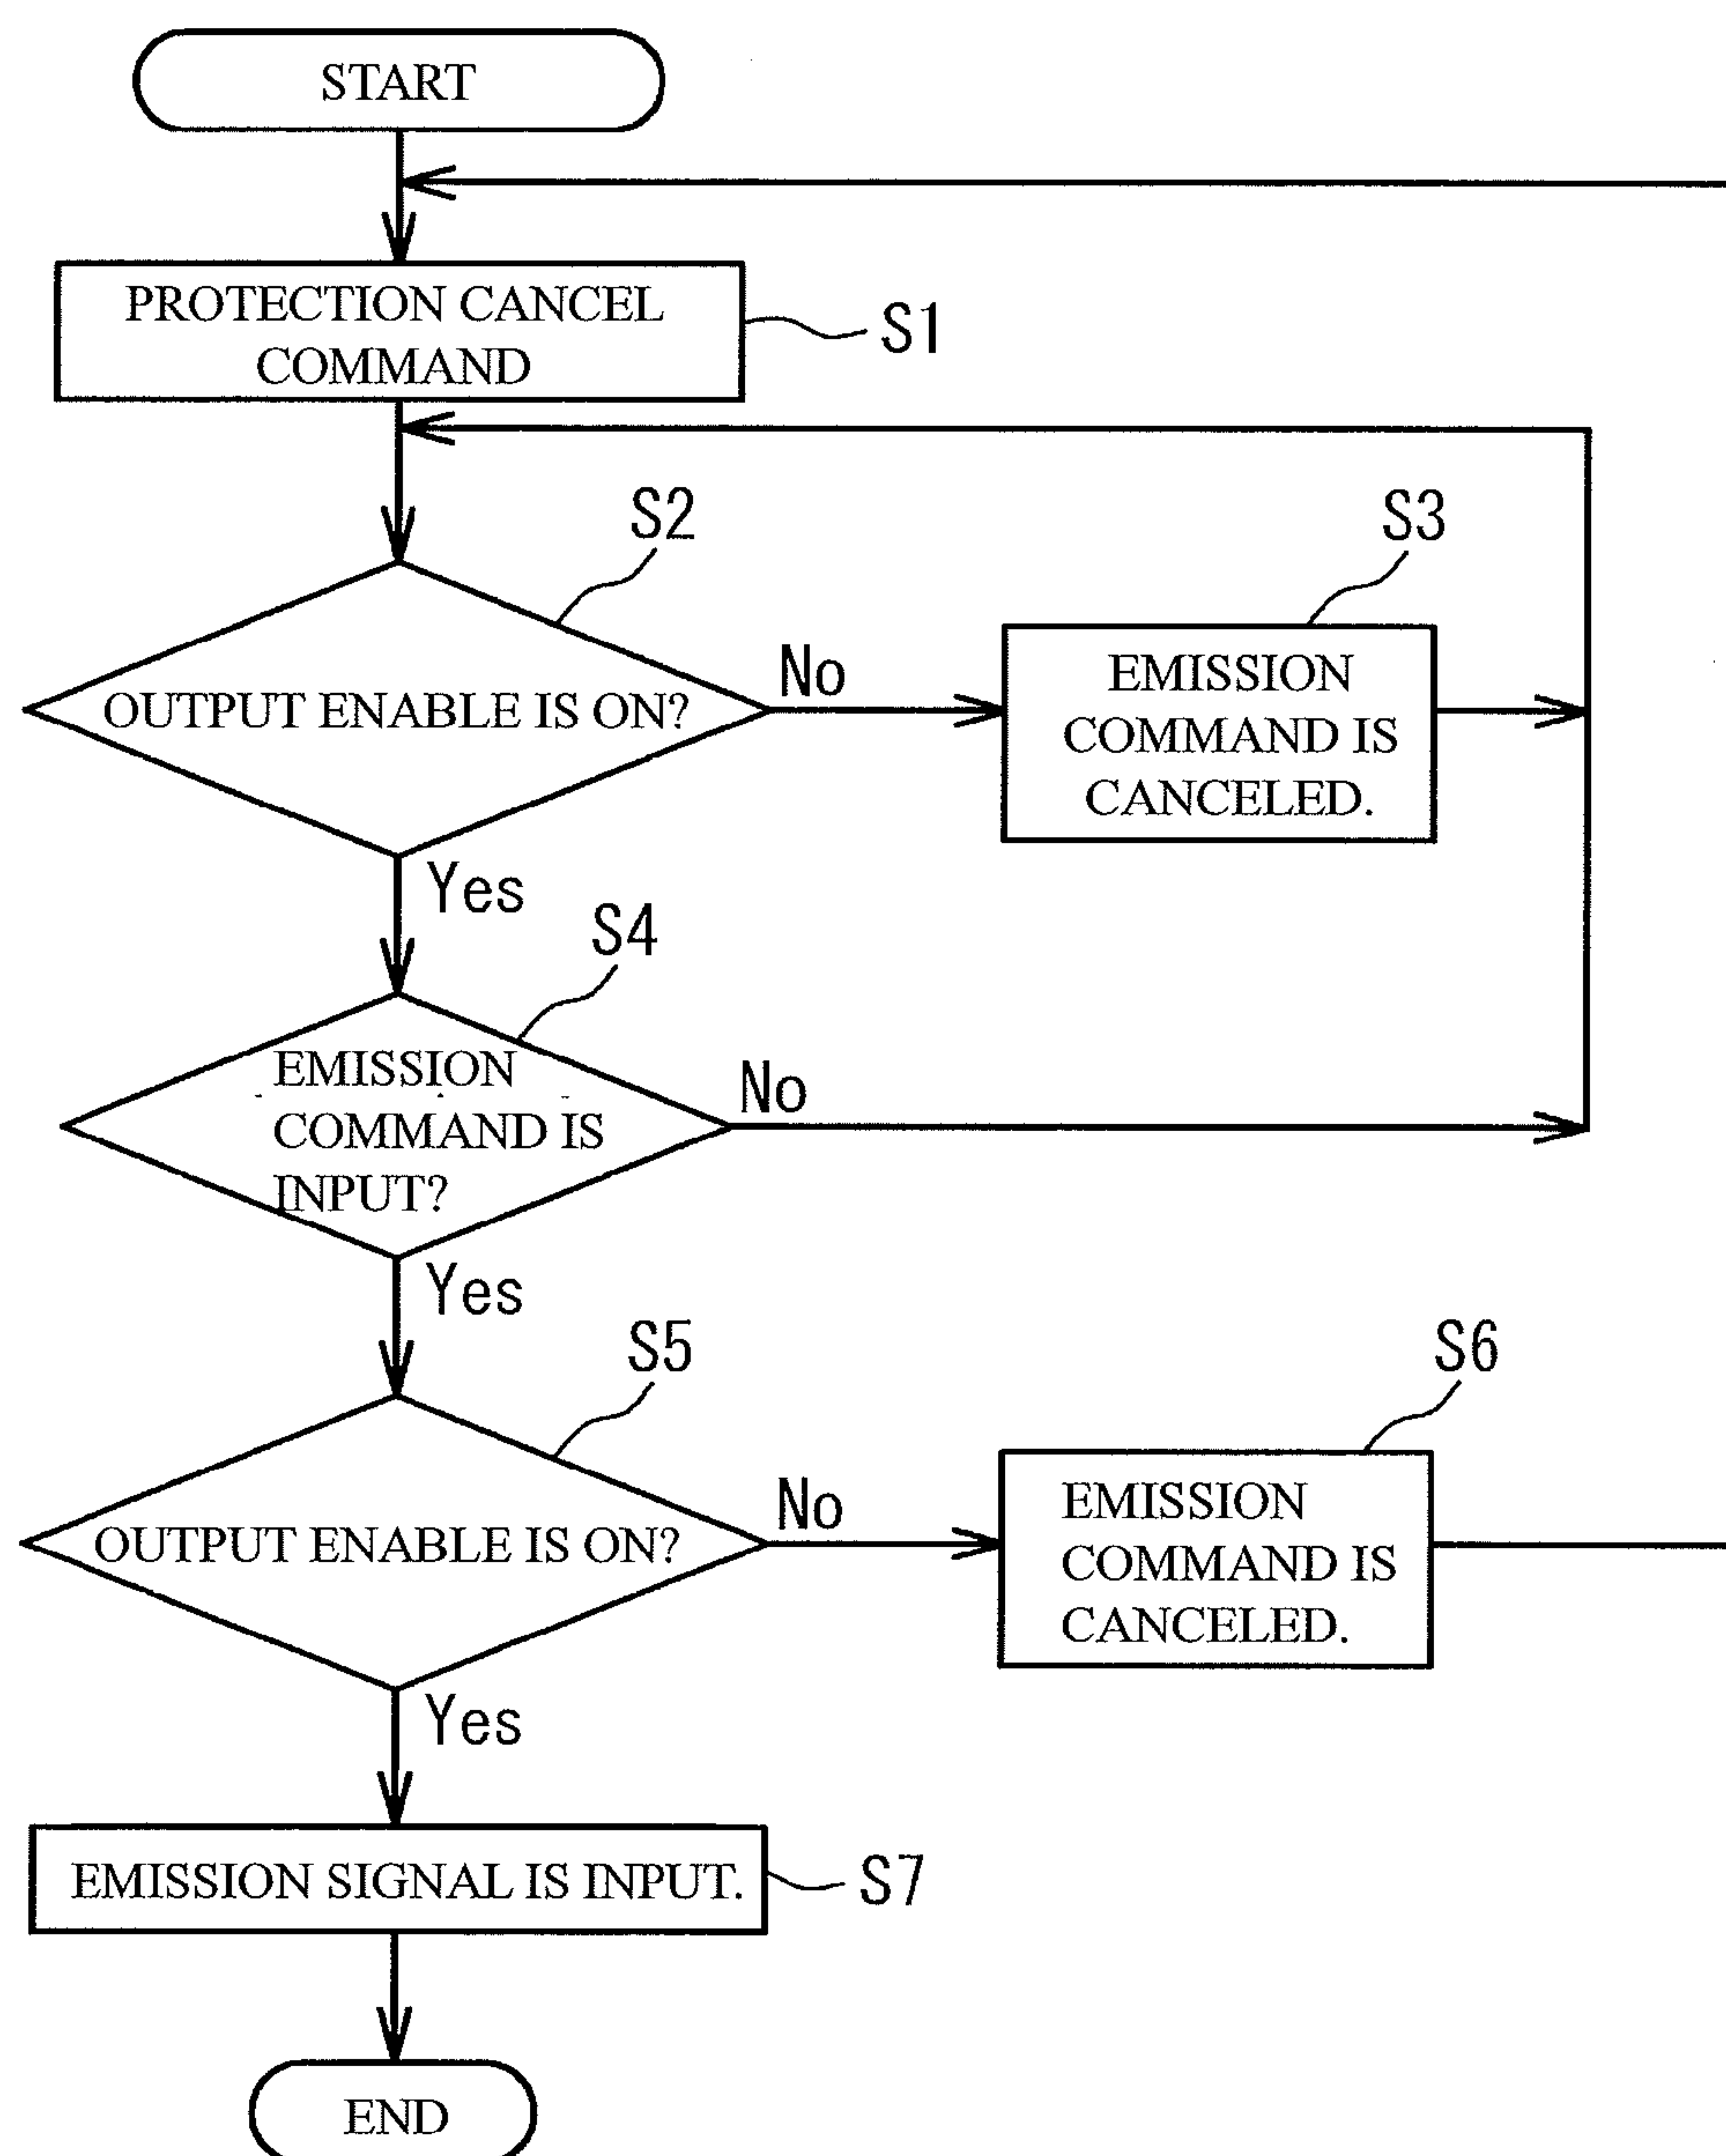 START
PROTECTION CANCEL
COMMAND
S1
S2
S3
OUTPUT ENABLE IS ON?
No
EMISSION
COMMAND IS
CANCELED.
Yes
S4
EMISSION
COMMAND IS
INPUT?
No
Yes
S5
S6
OUTPUT ENABLE IS ON?
No
EMISSION
COMMAND IS
CANCELED.
Yes
EMISSION SIGNAL IS INPUT.
S7
END